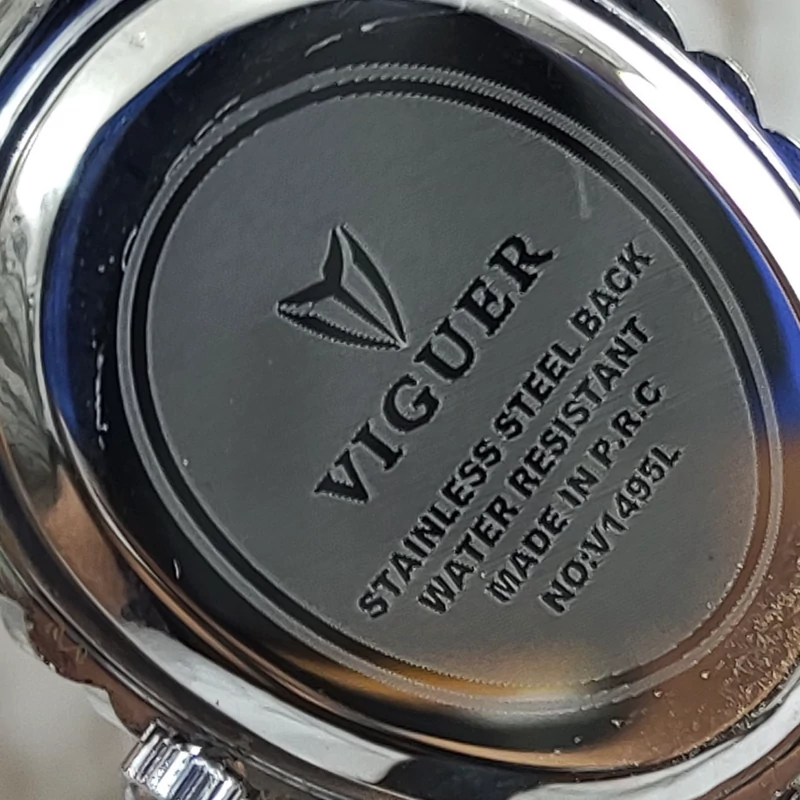 VIGUER
STAINLESS STEEL BACK
WATER RESISTANT
MADE IN P.R.C
NO:V1495L